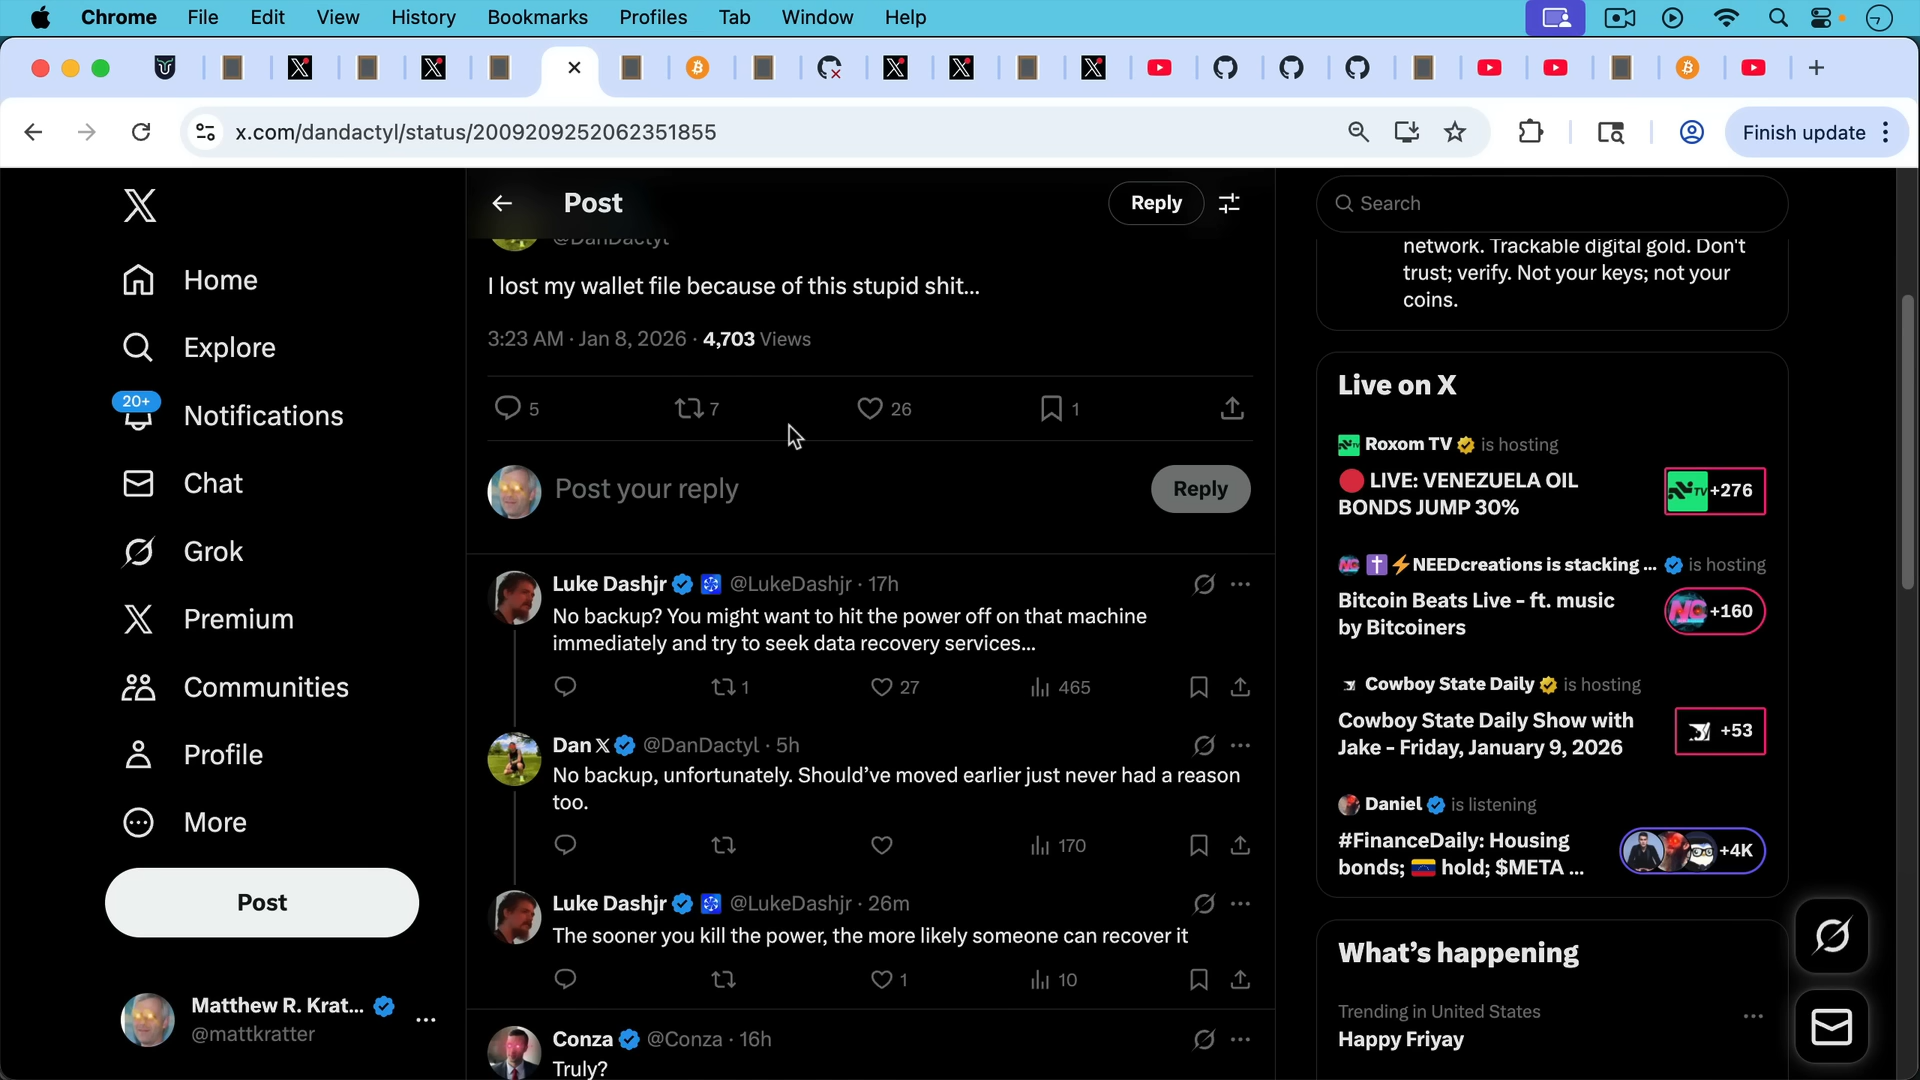 Chrome File Edit View History Bookmarks Profiles Tab Window Help
x.com/dandactyl/status/2009209252062351855
Finish update
Home
Explore
20+
Notifications
Chat
Grok
Premium
Communities
Profile
More
Post
Matthew R. Krat...
@mattkratter
Post
Reply
@DanDactyl
I lost my wallet file because of this stupid shit...
3:23 AM · Jan 8, 2026 · 4,703 Views
5 7 26 1
Post your reply
Reply
Luke Dashjr @LukeDashjr · 17h
No backup? You might want to hit the power off on that machine
immediately and try to seek data recovery services...
1 27 465
Dan X @DanDactyl · 5h
No backup, unfortunately. Should've moved earlier just never had a reason
too.
170
Luke Dashjr @LukeDashjr · 26m
The sooner you kill the power, the more likely someone can recover it
1 10
Conza @Conza · 16h
Truly?
Search
network. Trackable digital gold. Don't
trust; verify. Not your keys; not your
coins.
Live on X
Roxom TV is hosting
LIVE: VENEZUELA OIL
BONDS JUMP 30%
TV +276
NEEDcreations is stacking ... is hosting
Bitcoin Beats Live – ft. music
by Bitcoiners
NC +160
Cowboy State Daily is hosting
Cowboy State Daily Show with
Jake – Friday, January 9, 2026
+53
Daniel is listening
#FinanceDaily: Housing
bonds; hold; $META ...
+4K
What's happening
Trending in United States
Happy Friyay